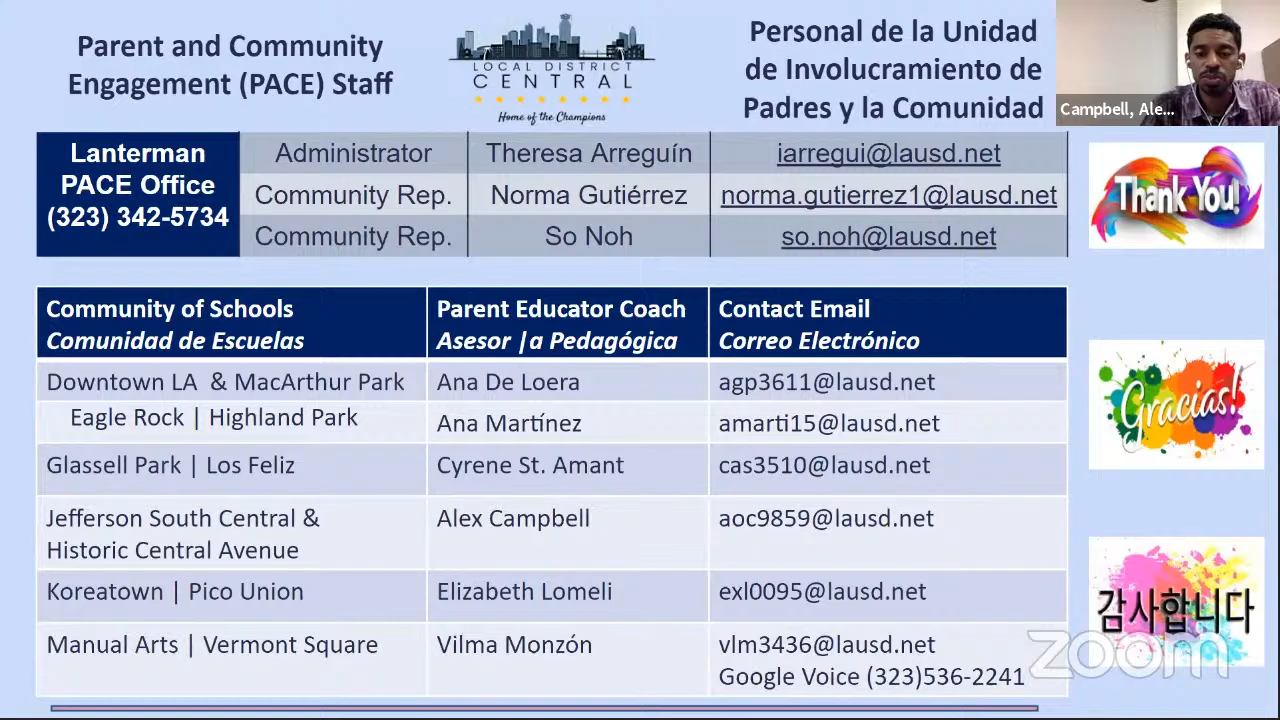 Parent and Community
Engagement (PACE) Staff
LOCAL DISTRICT
CENTRAL
Home of the Champions
Personal de la Unidad
de Involucramiento de
Padres y la Comunidad
Campbell, Ale...
Lanterman
PACE Office
(323) 342-5734
Administrator Theresa Arreguín iarregui@lausd.net
Community Rep. Norma Gutiérrez norma.gutierrez1@lausd.net
Community Rep. So Noh so.noh@lausd.net
Thank You!
Community of Schools Parent Educator Coach Contact Email
Comunidad de Escuelas Asesor |a Pedagógica Correo Electrónico
Downtown LA & MacArthur Park Ana De Loera agp3611@lausd.net
Eagle Rock | Highland Park Ana Martínez amarti15@lausd.net
Glassell Park | Los Feliz Cyrene St. Amant cas3510@lausd.net
Jefferson South Central & Alex Campbell aoc9859@lausd.net
Historic Central Avenue
Koreatown | Pico Union Elizabeth Lomeli exl0095@lausd.net
Manual Arts | Vermont Square Vilma Monzón vlm3436@lausd.net
Google Voice (323)536-2241
Gracias!
감사합니다
zoom